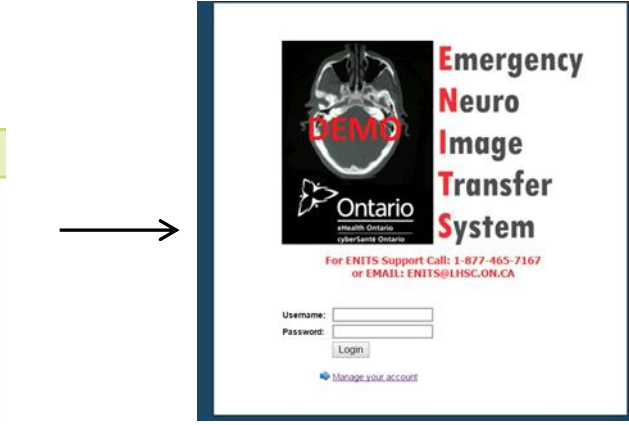 Emergency
Neuro
Image
Transfer
System
DEMO
Ontario
eHealth Ontario
cyberSanté Ontario
For ENITS Support Call: 1-877-465-7167
or EMAIL: ENITS@LHSC.ON.CA
Username:
Password:
Login
Manage your account